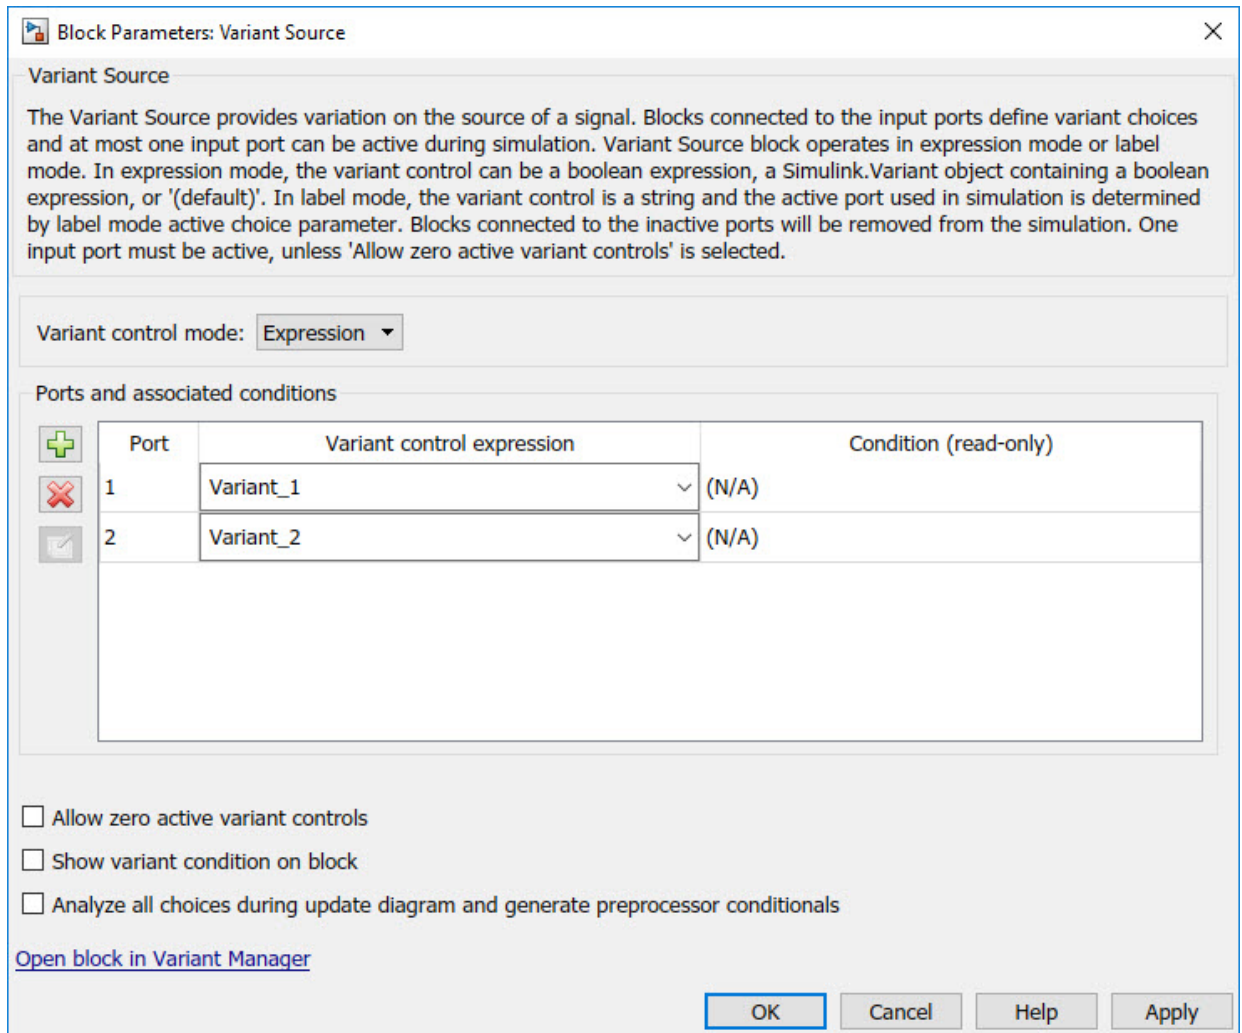 Block Parameters: Variant Source
Variant Source
The Variant Source provides variation on the source of a signal. Blocks connected to the input ports define variant choices
and at most one input port can be active during simulation. Variant Source block operates in expression mode or label
mode. In expression mode, the variant control can be a boolean expression, a Simulink.Variant object containing a boolean
expression, or '(default)'. In label mode, the variant control is a string and the active port used in simulation is determined
by label mode active choice parameter. Blocks connected to the inactive ports will be removed from the simulation. One
input port must be active, unless 'Allow zero active variant controls' is selected.
Variant control mode: Expression
Ports and associated conditions
Port Variant control expression Condition (read-only)
1 Variant_1 (N/A)
2 Variant_2 (N/A)
Allow zero active variant controls
Show variant condition on block
Analyze all choices during update diagram and generate preprocessor conditionals
Open block in Variant Manager
OK Cancel Help Apply